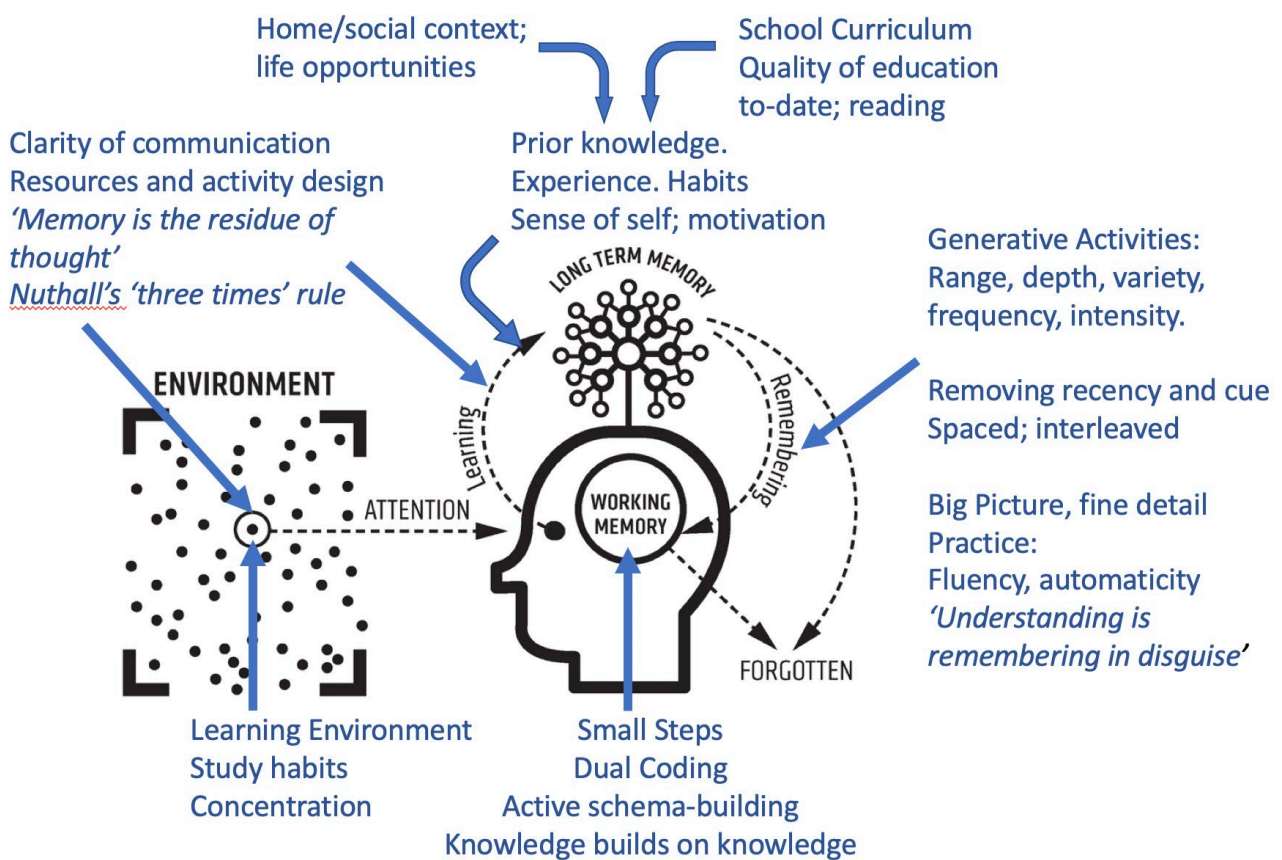 Home/social context;
life opportunities
School Curriculum
Quality of education
to-date; reading
Clarity of communication
Resources and activity design
‘Memory is the residue of
thought’
Nuthall’s ‘three times’ rule
Prior knowledge.
Experience. Habits
Sense of self; motivation
Generative Activities:
Range, depth, variety,
frequency, intensity.
Removing recency and cue
Spaced; interleaved
Big Picture, fine detail
Practice:
Fluency, automaticity
‘Understanding is
remembering in disguise’
LONG TERM MEMORY
ENVIRONMENT
Learning
Remembering
ATTENTION
WORKING
MEMORY
FORGOTTEN
Learning Environment
Study habits
Concentration
Small Steps
Dual Coding
Active schema-building
Knowledge builds on knowledge